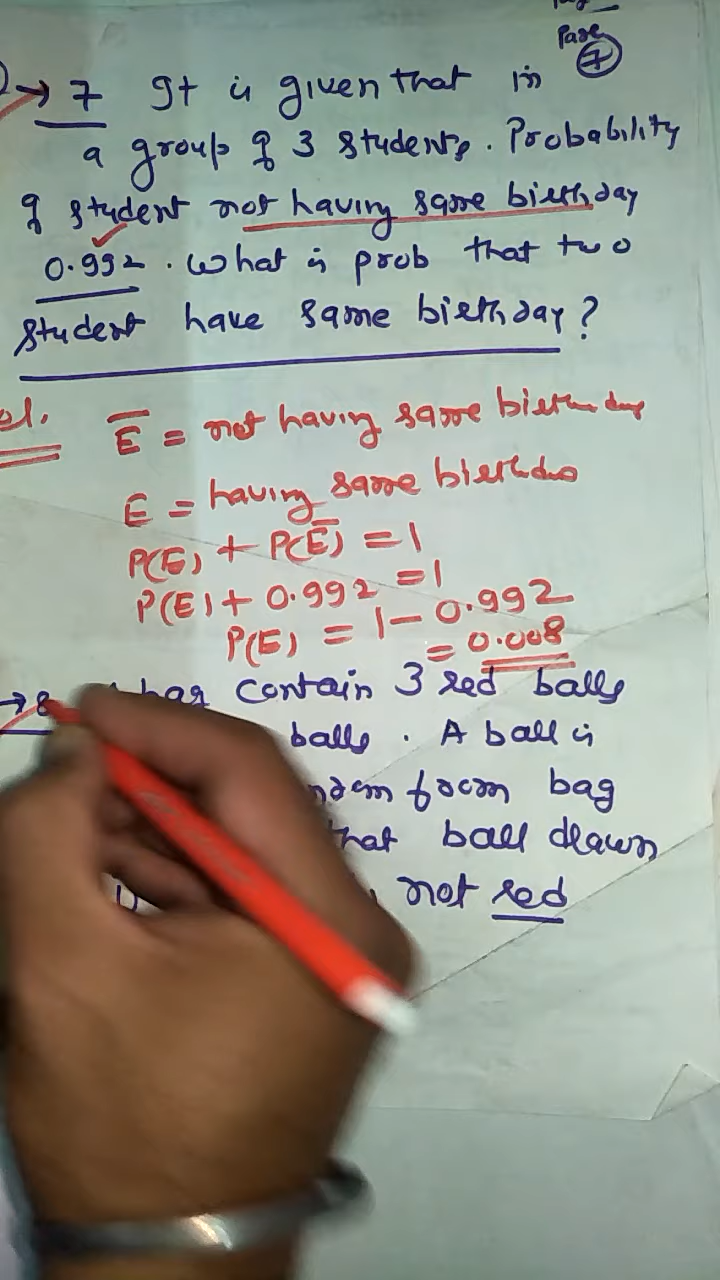 Page
7
→ 7 It is given that in
a group of 3 students. Probability
of student not having same birthday
0.992. What is prob that two
student have same birthday?
sol. E̅ = not having same birthday
E = having same birthday
P(E) + P(E̅) = 1
P(E) + 0.992 = 1
P(E) = 1 - 0.992
= 0.008
→ 8 bag contain 3 red balls
balls. A ball is
from bag
that ball drawn
not red